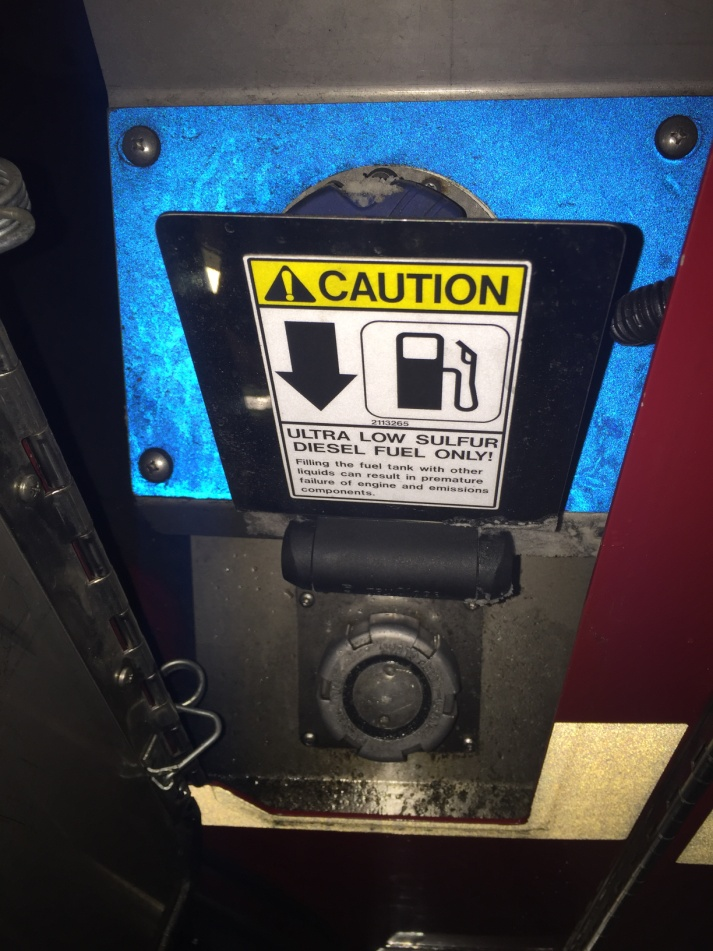 CAUTION
2113265
ULTRA LOW SULFUR
DIESEL FUEL ONLY!
Filling the fuel tank with other
liquids can result in premature
failure of engine and emissions
components.